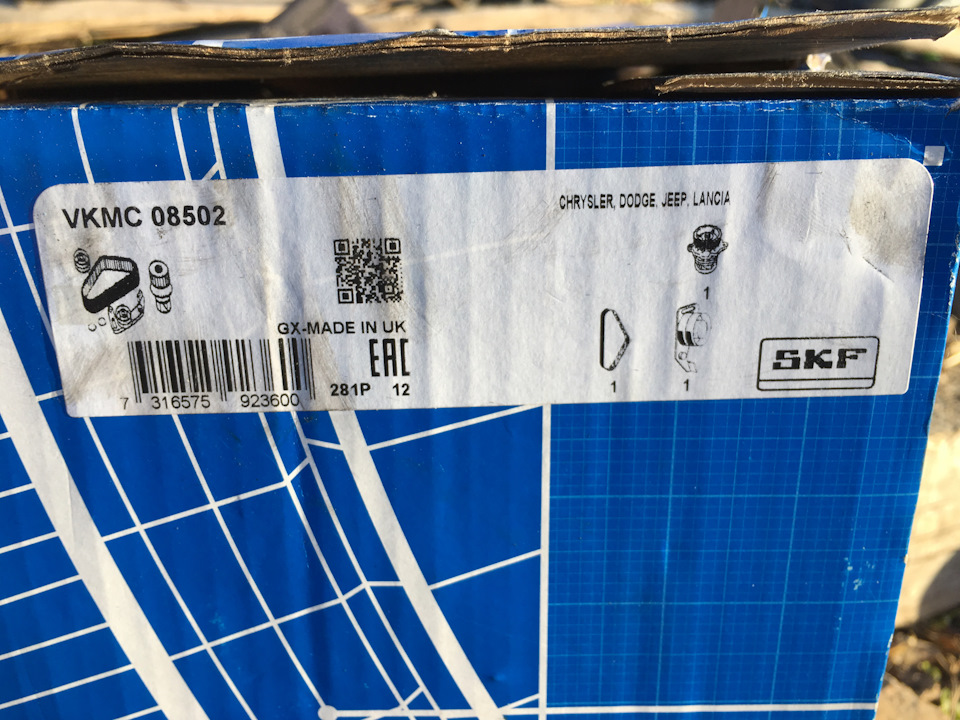 VKMC 08502
CHRYSLER, DODGE, JEEP, LANCIA
1
GX-MADE IN UK
EAC
281P 12
7 316575 923600
1 1
SKF